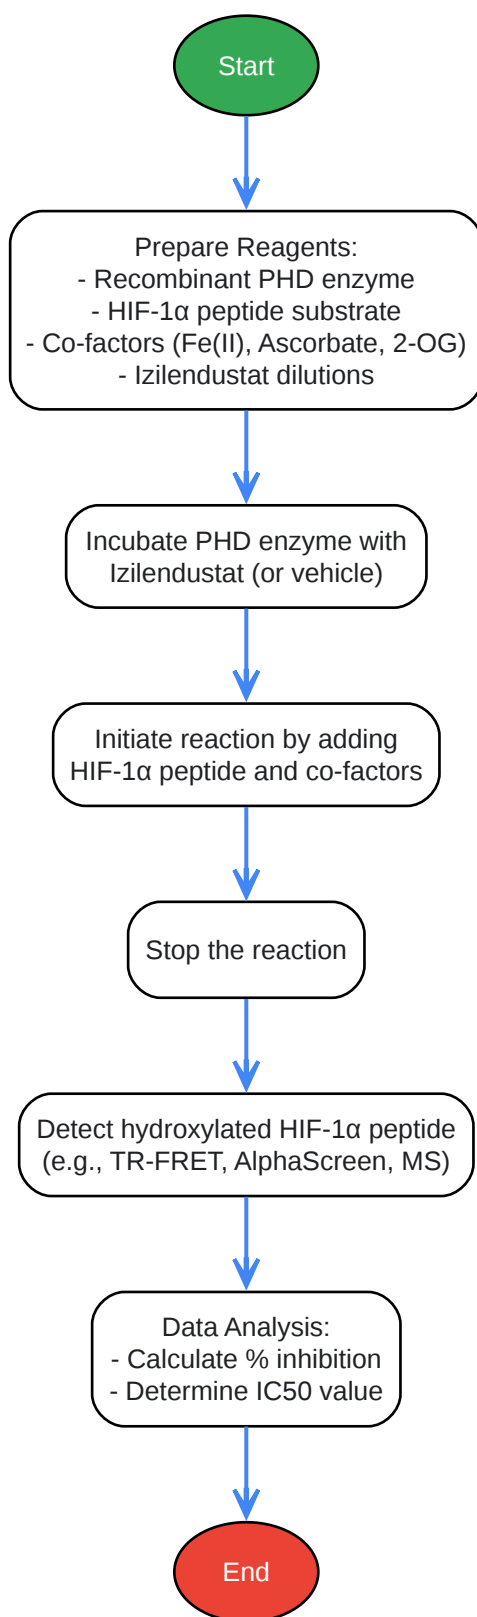 Start
Prepare Reagents:
- Recombinant PHD enzyme
- HIF-1α peptide substrate
- Co-factors (Fe(II), Ascorbate, 2-OG)
- Izilendustat dilutions
Incubate PHD enzyme with
Izilendustat (or vehicle)
Initiate reaction by adding
HIF-1α peptide and co-factors
Stop the reaction
Detect hydroxylated HIF-1α peptide
(e.g., TR-FRET, AlphaScreen, MS)
Data Analysis:
- Calculate % inhibition
- Determine IC50 value
End